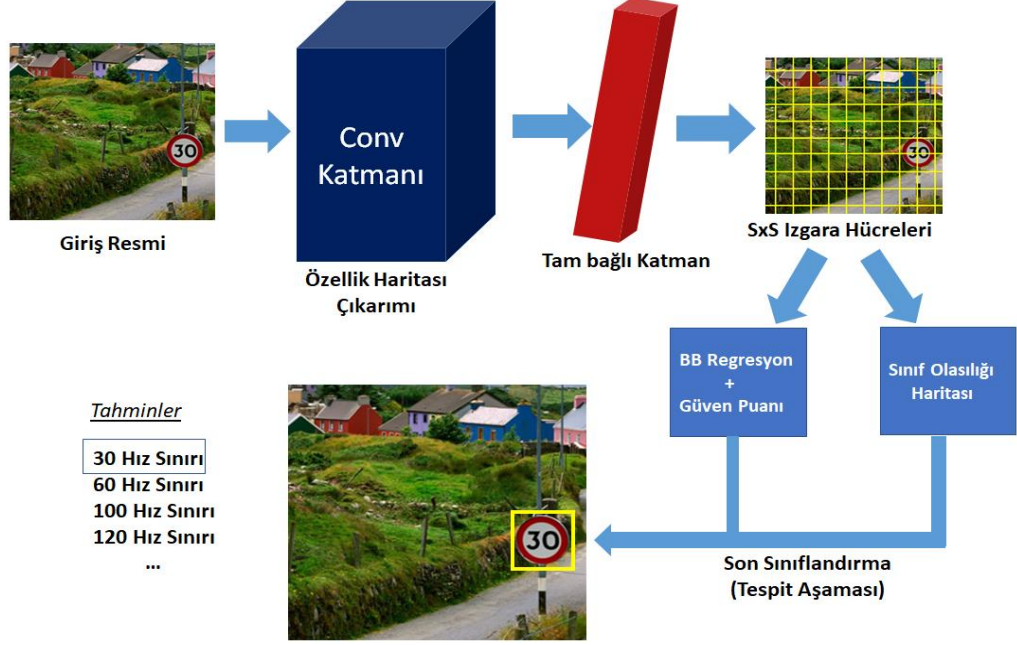 30
Giriş Resmi
Conv
Katmanı
Özellik Haritası
Çıkarımı
Tam bağlı Katman
30
SxS Izgara Hücreleri
BB Regresyon
+
Güven Puanı
Sınıf Olasılığı
Haritası
Son Sınıflandırma
(Tespit Aşaması)
30
Tahminler
30 Hız Sınırı
60 Hız Sınırı
100 Hız Sınırı
120 Hız Sınırı
...